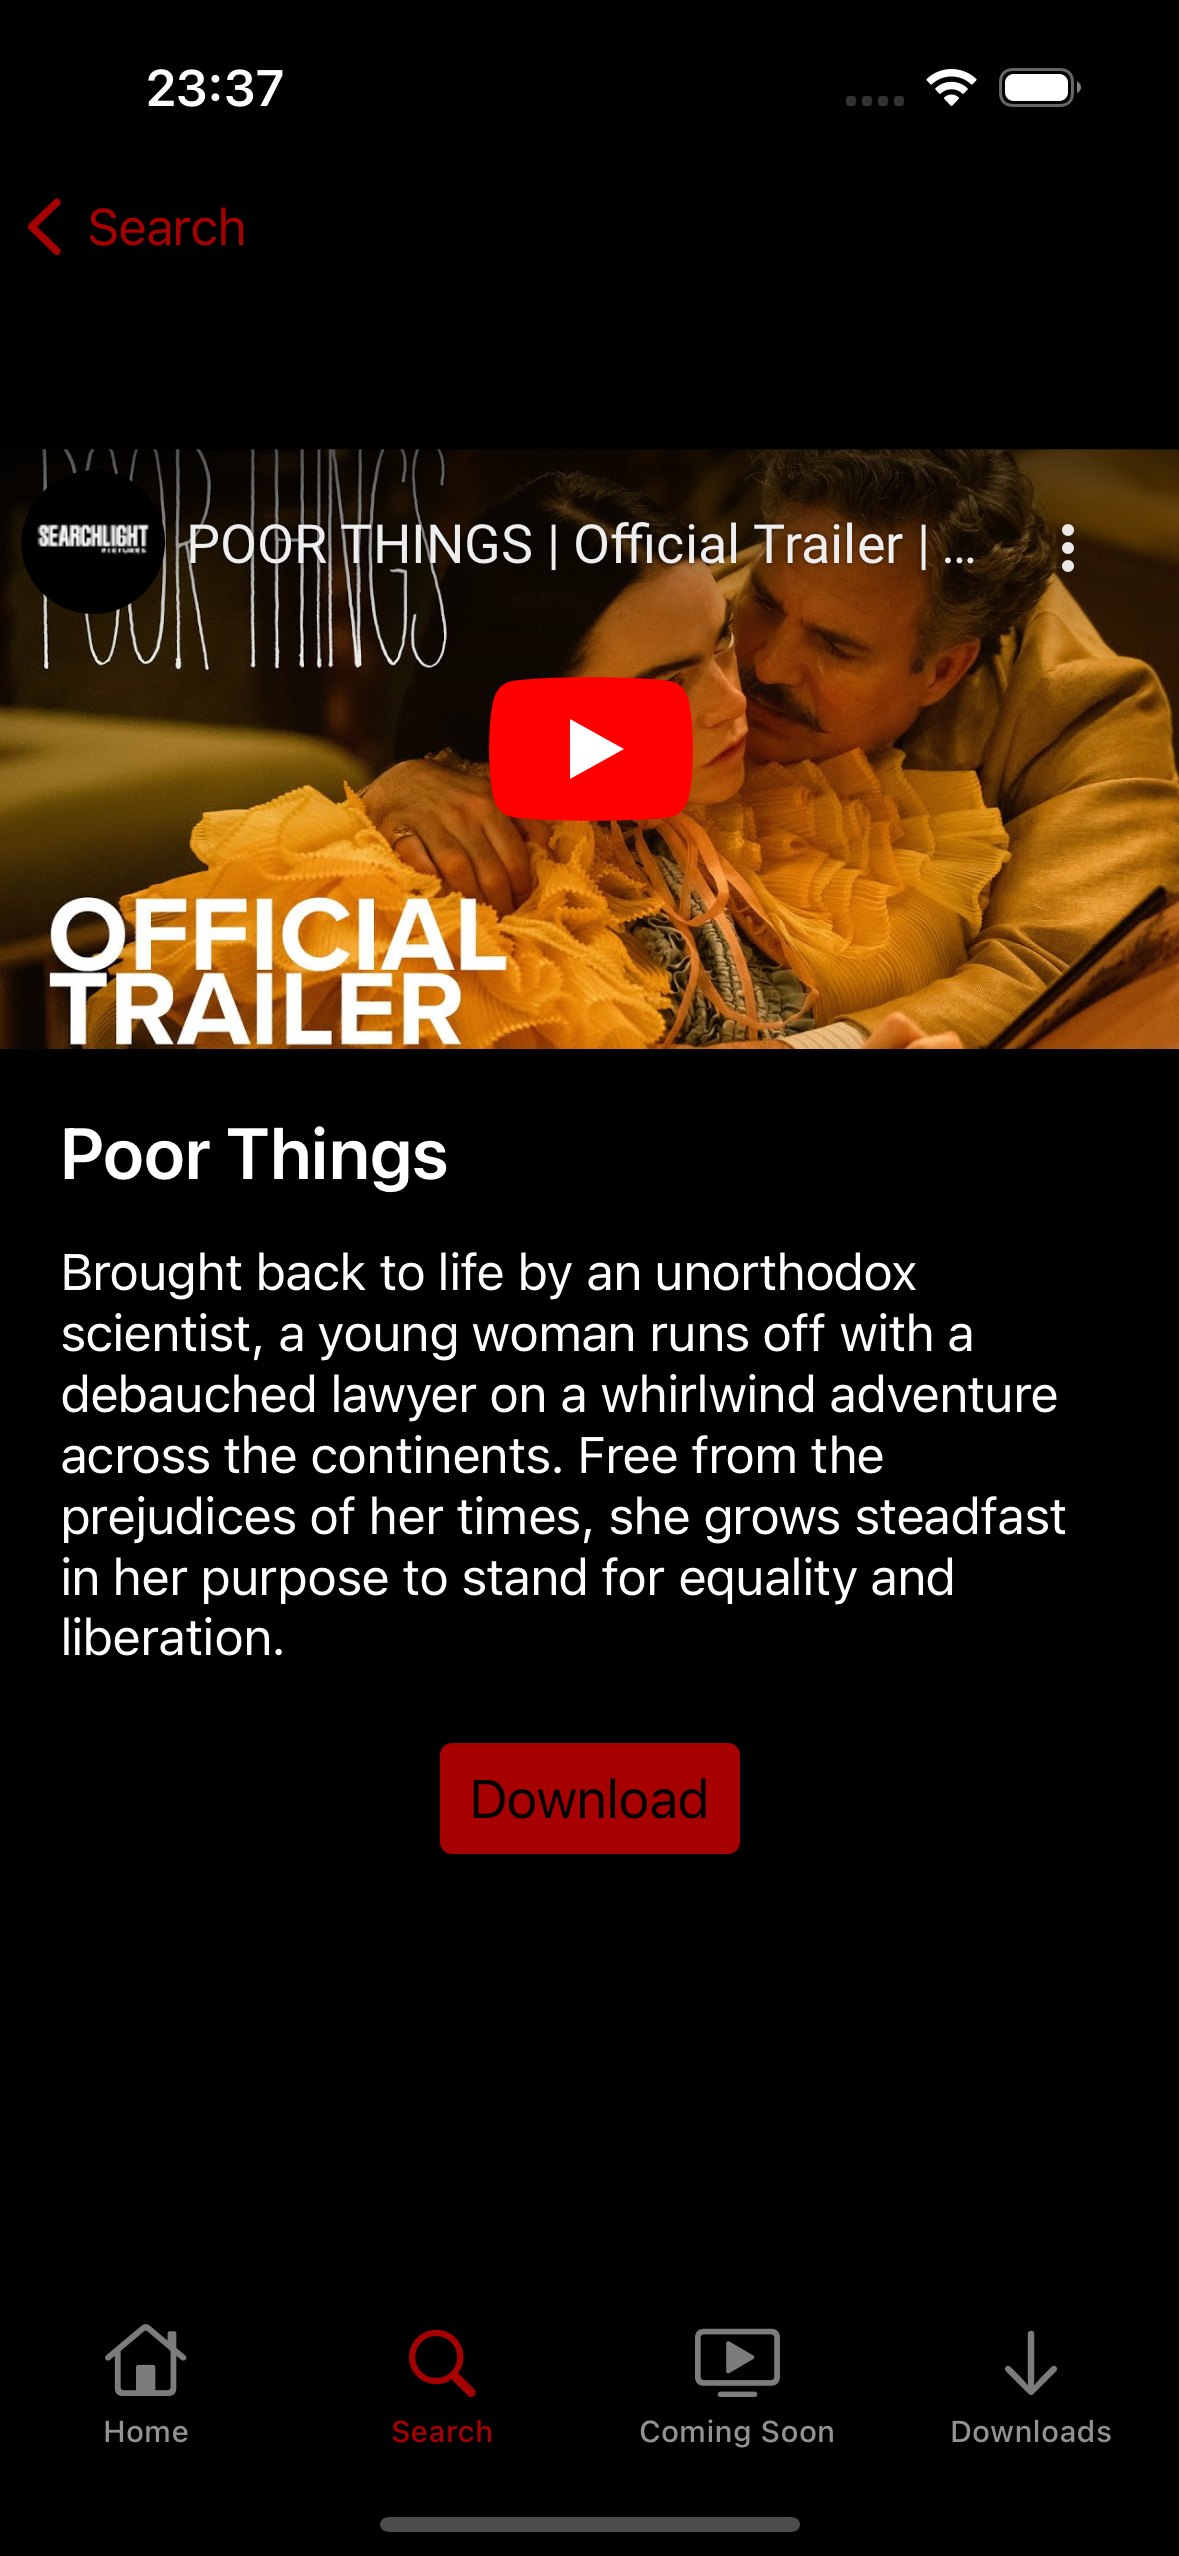 23:37
Search
POOR THINGS
SEARCHLIGHT
PICTURES
POOR THINGS | Official Trailer | …
OFFICIAL
TRAILER
Poor Things
Brought back to life by an unorthodox
scientist, a young woman runs off with a
debauched lawyer on a whirlwind adventure
across the continents. Free from the
prejudices of her times, she grows steadfast
in her purpose to stand for equality and
liberation.
Download
Home
Search
Coming Soon
Downloads